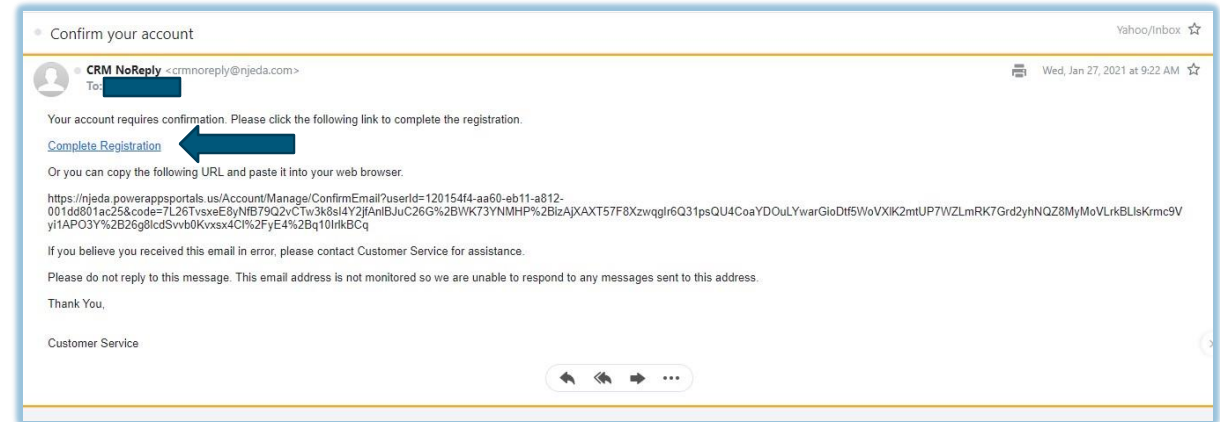 Confirm your account
Yahoo/Inbox
CRM NoReply <crmnoreply@njeda.com>
Wed, Jan 27, 2021 at 9:22 AM
To:
Your account requires confirmation. Please click the following link to complete the registration.
Complete Registration
Or you can copy the following URL and paste it into your web browser.
https://njeda.powerappsportals.us/Account/Manage/ConfirmEmail?userId=120154f4-aa60-eb11-a812-
001dd801ac25&code=7L26TvsxeE8yNfB79Q2vCTw3k8sI4Y2jfAnIBJuC26G%2BWK73YNMHP%2BIzAjXAXT57F8XzwqgIr6Q31psQU4CoaYDOuLYwarGioDtf5WoVXlK2mtUP7WZLmRK7Grd2yhNQZ8MyMoVLrkBLIsKrmc9V
yi1APO3Y%2B26g8lcdSvvb0Kvxsx4CI%2FyE4%2Bq10IrlkBCq
If you believe you received this email in error, please contact Customer Service for assistance.
Please do not reply to this message. This email address is not monitored so we are unable to respond to any messages sent to this address.
Thank You,
Customer Service